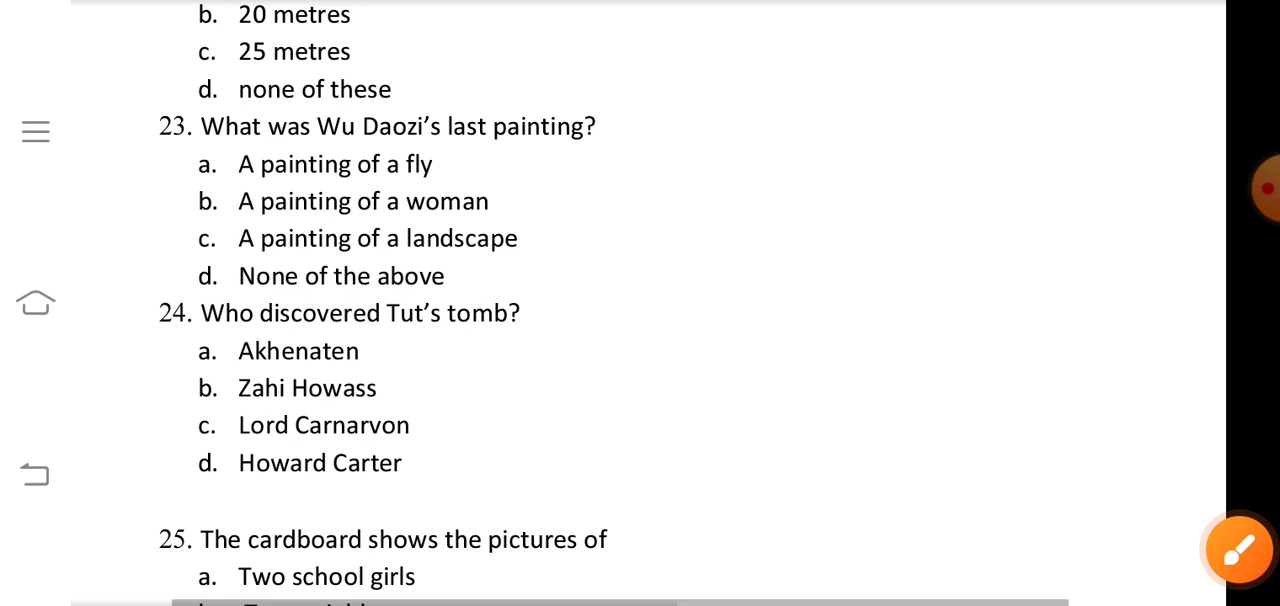 b. 20 metres
c. 25 metres
d. none of these
23. What was Wu Daozi’s last painting?
a. A painting of a fly
b. A painting of a woman
c. A painting of a landscape
d. None of the above
24. Who discovered Tut’s tomb?
a. Akhenaten
b. Zahi Howass
c. Lord Carnarvon
d. Howard Carter
25. The cardboard shows the pictures of
a. Two school girls